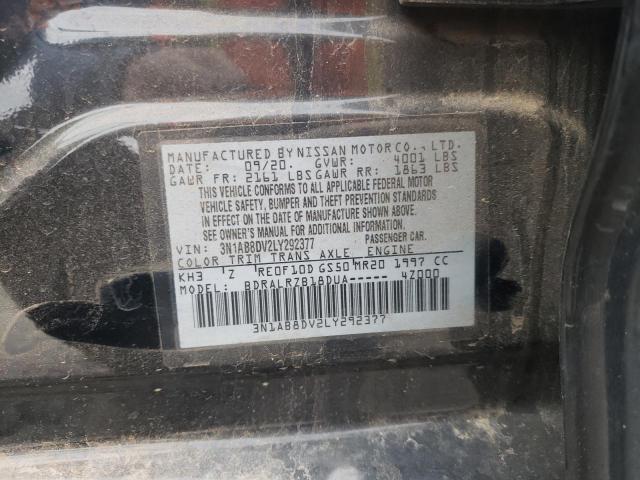 MANUFACTURED BY NISSAN MOTOR CO., LTD.
09/20 GVWR: 4001 LBS
GAWR FR: 2161 LBS GAWR RR: 1863 LBS
THIS VEHICLE CONFORMS TO ALL APPLICABLE FEDERAL MOTOR
VEHICLE SAFETY, BUMPER AND THEFT PREVENTION STANDARDS
IN EFFECT ON THE DATE OF MANUFACTURE SHOWN ABOVE.
SEE OWNER'S MANUAL FOR ADDITIONAL INFORMATION.
VIN: 3N1AB8DV2LY292377 PASSENGER CAR.
COLOR TRIM TRANS AXLE ENGINE
KH3 Z RE0F10D GS50 MR20 1997 CC
MODEL: BDRALRZB18DUA----- 4Z000
3N1AB8DV2LY292377